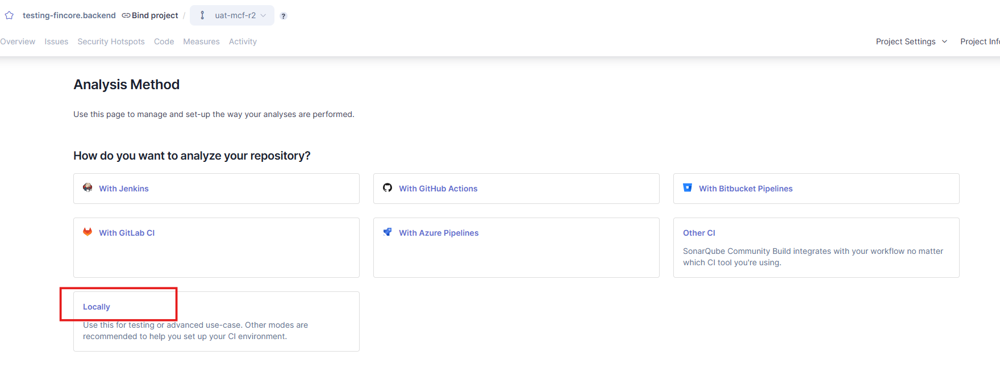 testing-fincore.backend Bind project / uat-mcf-r2 ?
Overview Issues Security Hotspots Code Measures Activity Project Settings Project Info
Analysis Method
Use this page to manage and set-up the way your analyses are performed.
How do you want to analyze your repository?
With Jenkins With GitHub Actions With Bitbucket Pipelines
With GitLab CI With Azure Pipelines Other CI
SonarQube Community Build integrates with your workflow no matter
which CI tool you're using.
Locally
Use this for testing or advanced use-case. Other modes are
recommended to help you set up your CI environment.